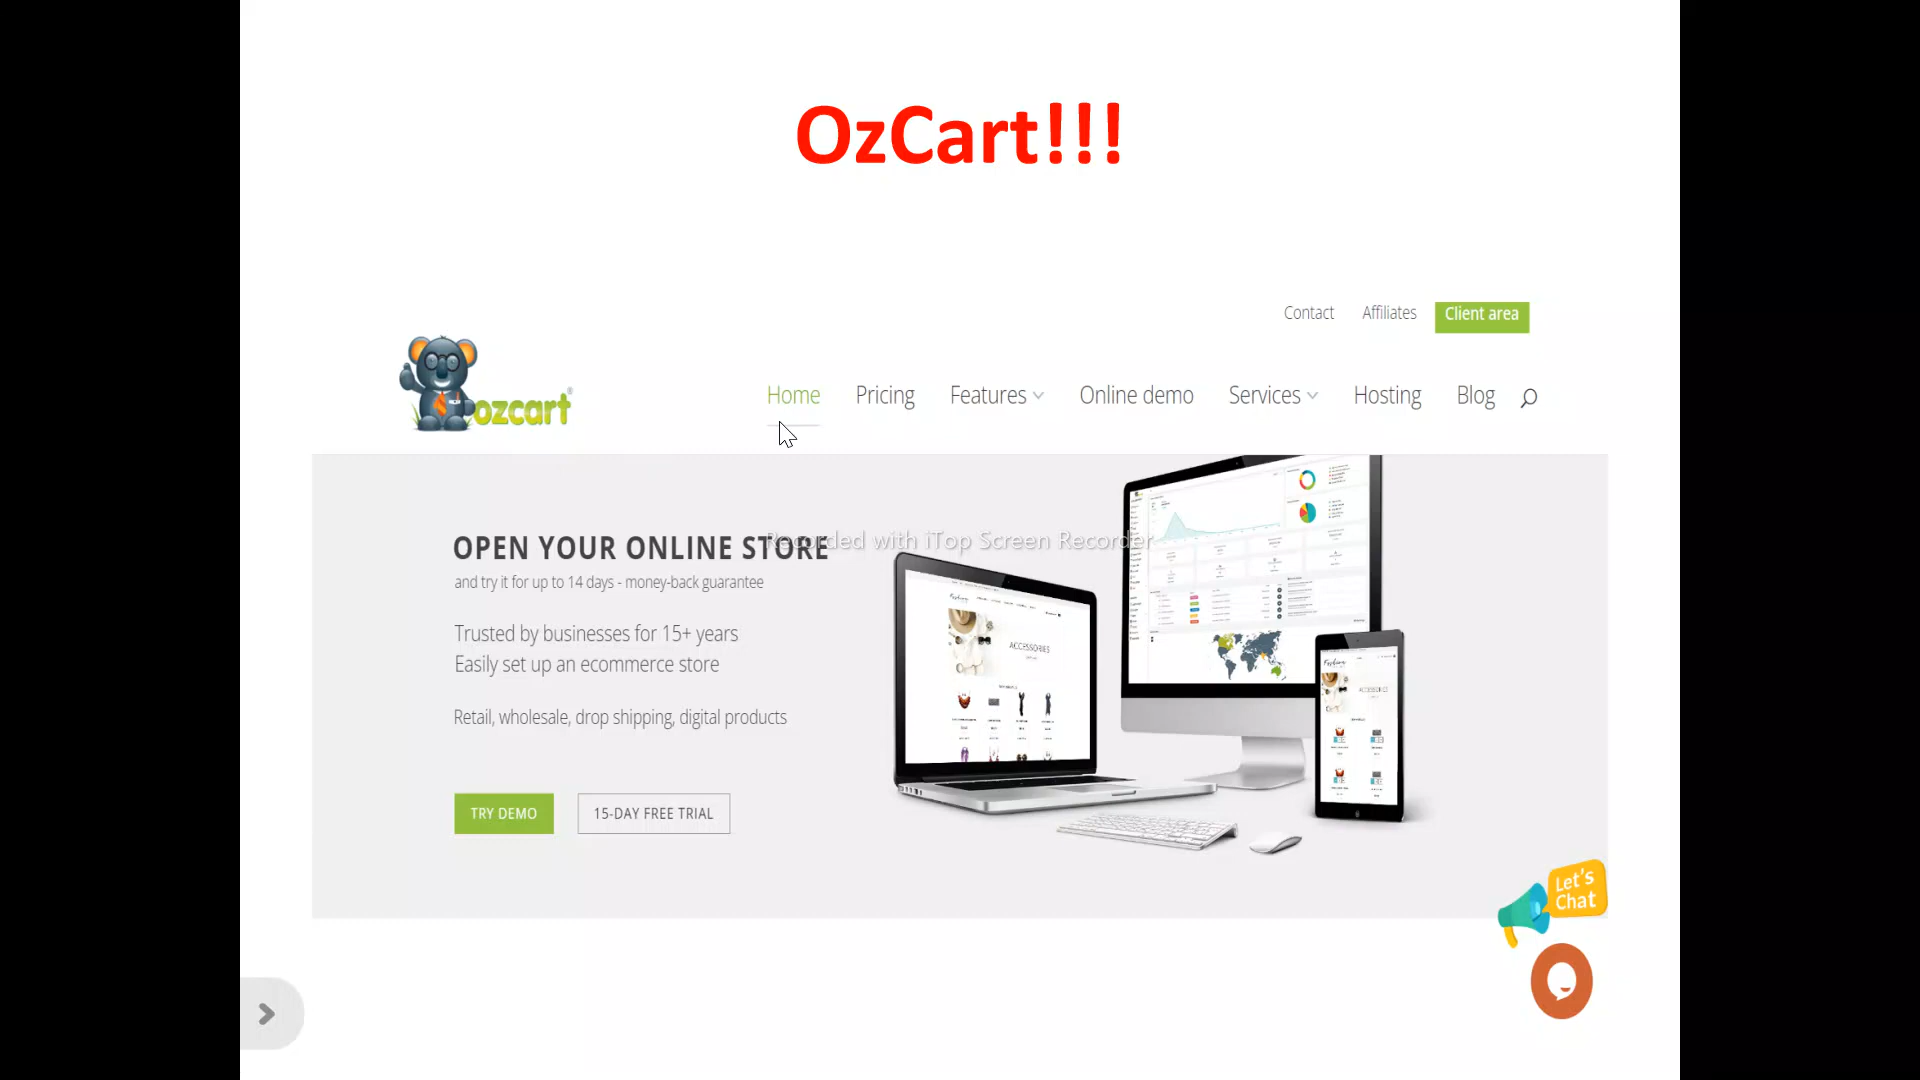 OzCart!!!
Contact Affiliates Client area
ozcart
Home Pricing Features Online demo Services Hosting Blog
OPEN YOUR ONLINE STORE
Recorded with iTop Screen Recorder
and try it for up to 14 days - money-back guarantee
Trusted by businesses for 15+ years
Easily set up an ecommerce store
Retail, wholesale, drop shipping, digital products
TRY DEMO 15-DAY FREE TRIAL
ACCESSORIES
Let's
Chat